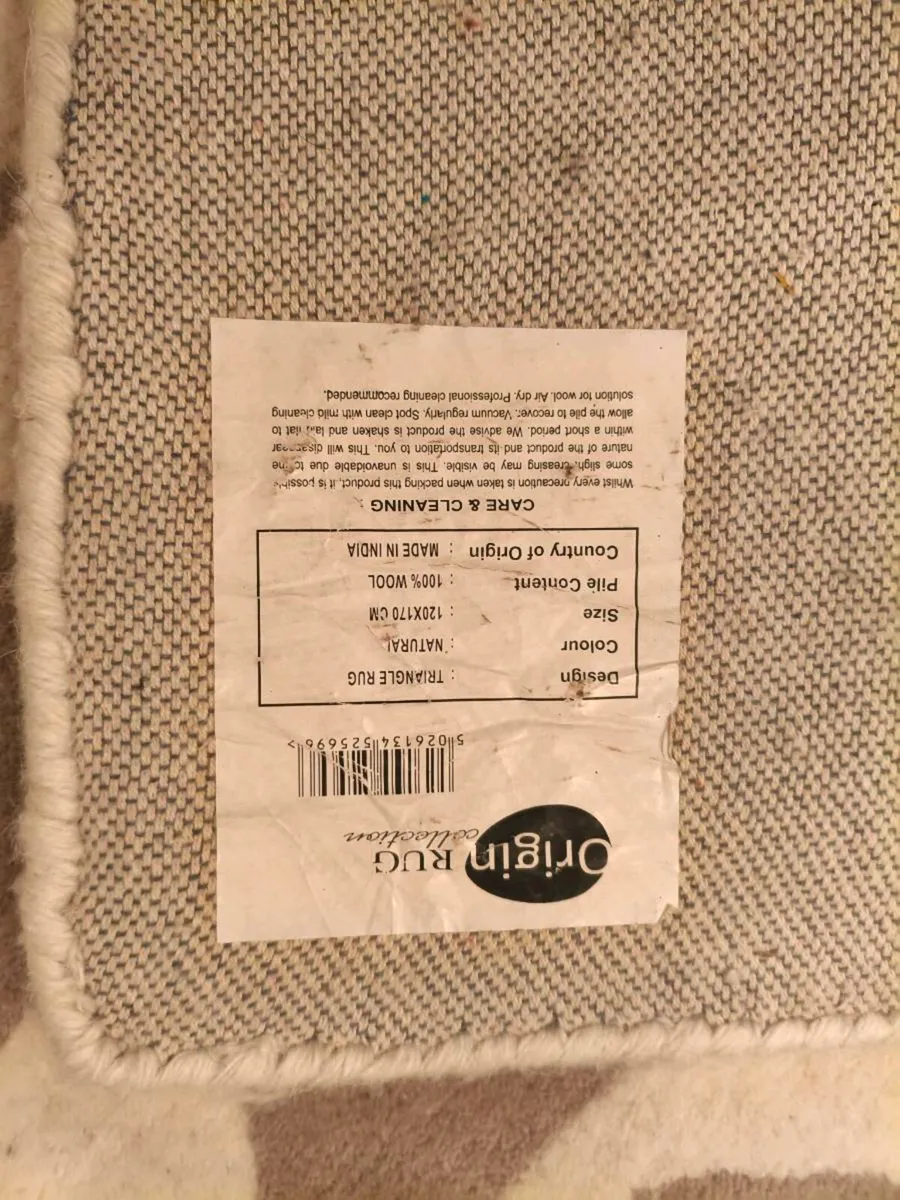 Origin RUG
collection
5 026134 525696 >
Design : TRIANGLE RUG
Colour : NATURAL
Size : 120X170 CM
Pile Content : 100% WOOL
Country of Origin : MADE IN INDIA
CARE & CLEANING :
Whilst every precaution is taken when packing this product, it is possible
some slight creasing may be visible. This is unavoidable due to the
nature of the product and its transportation to you. This will disappear
within a short period. We advise the product is shaken and laid flat to
allow the pile to recover. Vacuum regularly. Spot clean with mild cleaning
solution for wool. Air dry. Professional cleaning recommended.